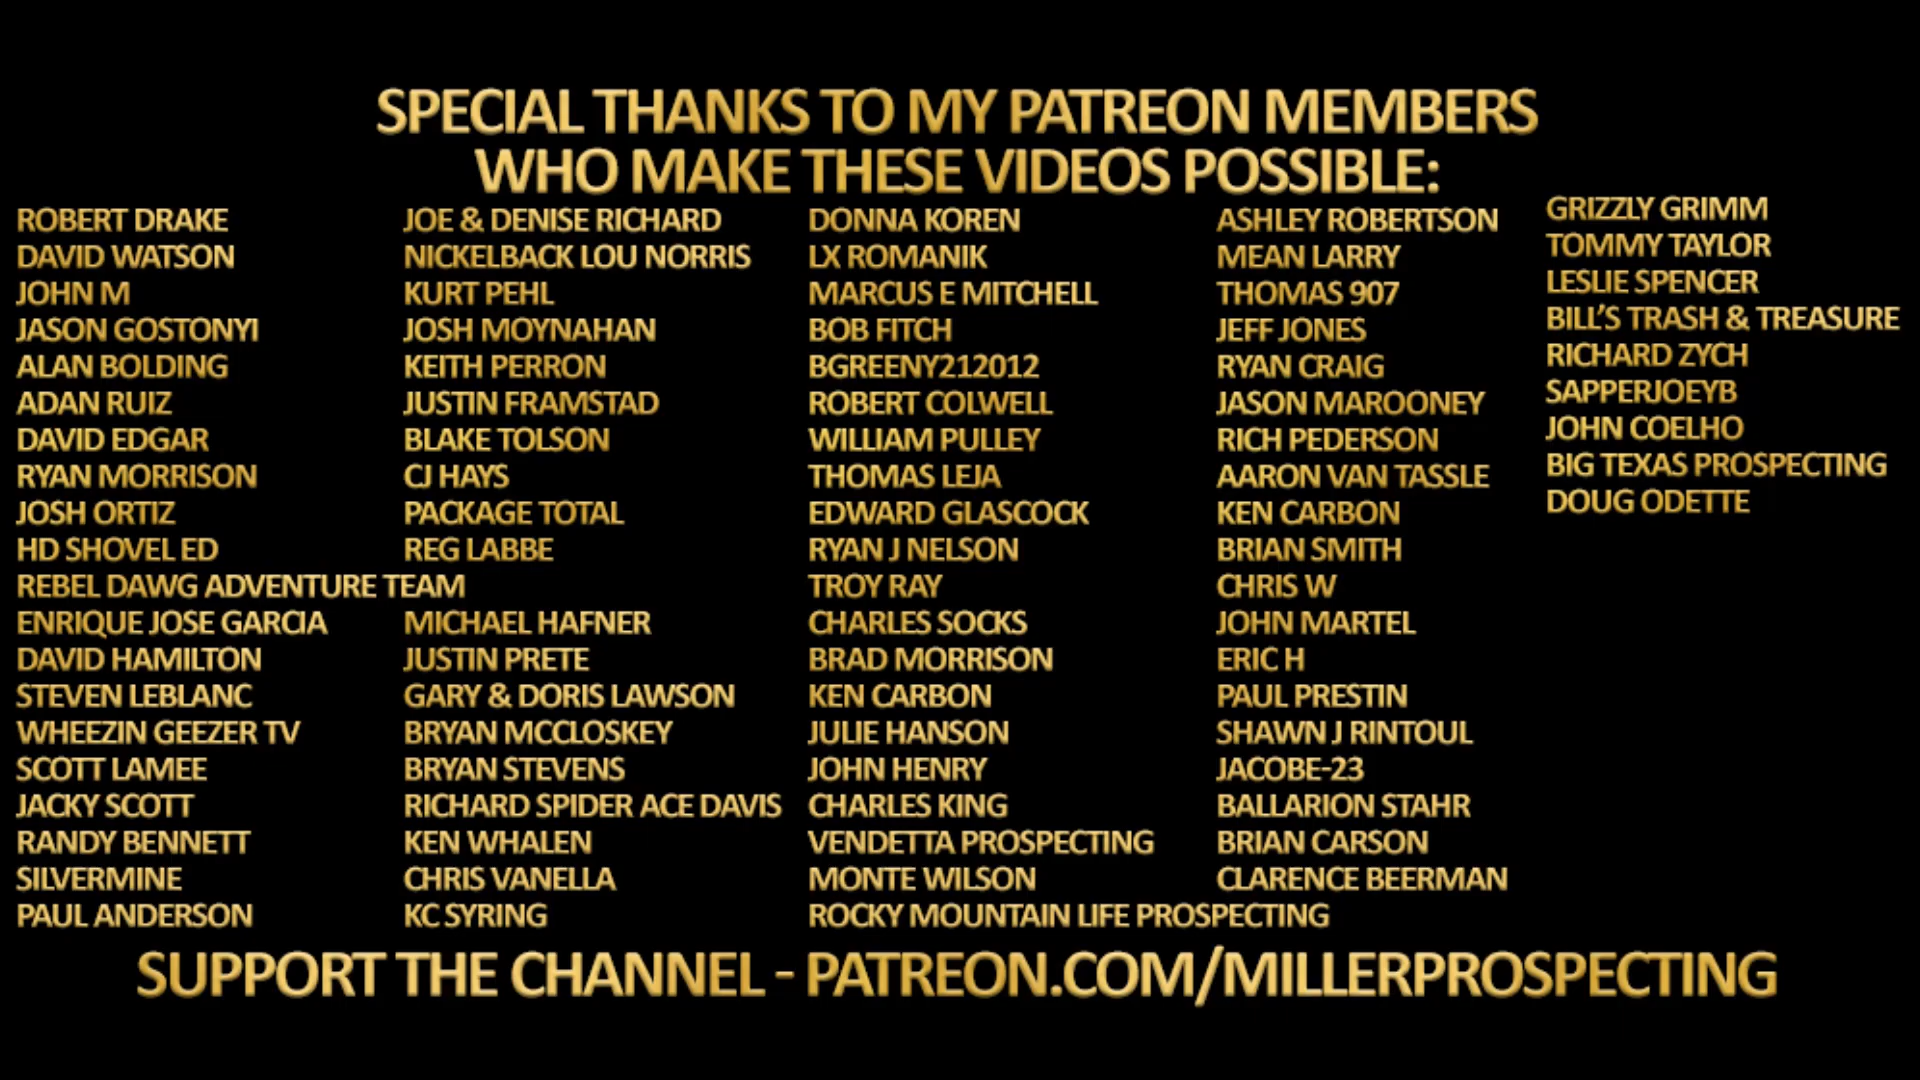 SPECIAL THANKS TO MY PATREON MEMBERS
WHO MAKE THESE VIDEOS POSSIBLE:
ROBERT DRAKE
DAVID WATSON
JOHN M
JASON GOSTONYI
ALAN BOLDING
ADAN RUIZ
DAVID EDGAR
RYAN MORRISON
JOSH ORTIZ
HD SHOVEL ED
REBEL DAWG ADVENTURE TEAM
ENRIQUE JOSE GARCIA
DAVID HAMILTON
STEVEN LEBLANC
WHEEZIN GEEZER TV
SCOTT LAMEE
JACKY SCOTT
RANDY BENNETT
SILVERMINE
PAUL ANDERSON
JOE & DENISE RICHARD
NICKELBACK LOU NORRIS
KURT PEHL
JOSH MOYNAHAN
KEITH PERRON
JUSTIN FRAMSTAD
BLAKE TOLSON
CJ HAYS
PACKAGE TOTAL
REG LABBE
MICHAEL HAFNER
JUSTIN PRETE
GARY & DORIS LAWSON
BRYAN MCCLOSKEY
BRYAN STEVENS
RICHARD SPIDER ACE DAVIS
KEN WHALEN
CHRIS VANELLA
KC SYRING
DONNA KOREN
LX ROMANIK
MARCUS E MITCHELL
BOB FITCH
BGREENY212012
ROBERT COLWELL
WILLIAM PULLEY
THOMAS LEJA
EDWARD GLASCOCK
RYAN J NELSON
TROY RAY
CHARLES SOCKS
BRAD MORRISON
KEN CARBON
JULIE HANSON
JOHN HENRY
CHARLES KING
VENDETTA PROSPECTING
MONTE WILSON
ROCKY MOUNTAIN LIFE PROSPECTING
ASHLEY ROBERTSON
MEAN LARRY
THOMAS 907
JEFF JONES
RYAN CRAIG
JASON MAROONEY
RICH PEDERSON
AARON VAN TASSLE
KEN CARBON
BRIAN SMITH
CHRIS W
JOHN MARTEL
ERIC H
PAUL PRESTIN
SHAWN J RINTOUL
JACOBE-23
BALLARION STAHR
BRIAN CARSON
CLARENCE BEERMAN
GRIZZLY GRIMM
TOMMY TAYLOR
LESLIE SPENCER
BILL'S TRASH & TREASURE
RICHARD ZYCH
SAPPERJOEYB
JOHN COELHO
BIG TEXAS PROSPECTING
DOUG ODETTE
SUPPORT THE CHANNEL - PATREON.COM/MILLERPROSPECTING